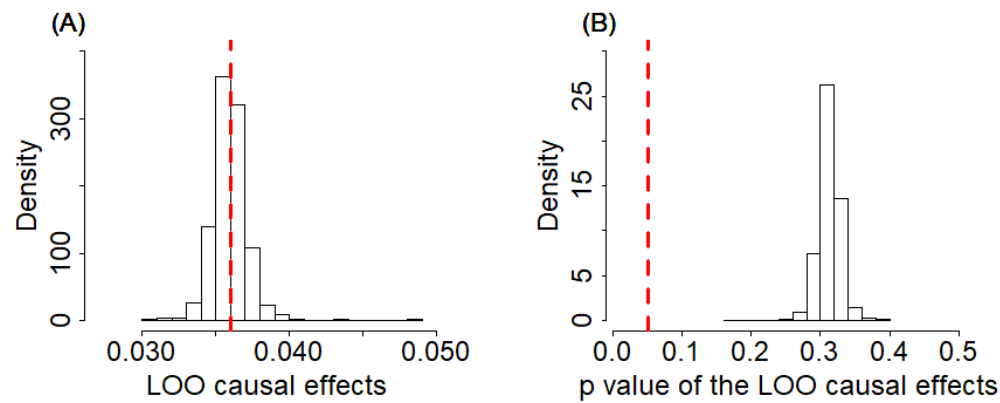 (A)
Density
0
100
300
0.030
0.040
0.050
LOO causal effects
(B)
Density
0
5
15
25
0.0
0.1
0.2
0.3
0.4
0.5
p value of the LOO causal effects